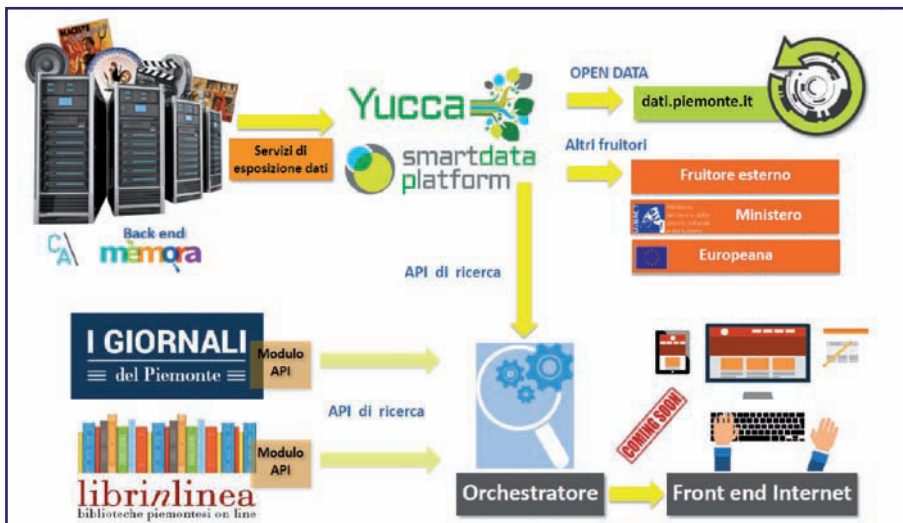 Yucca
smartdata
platform
OPEN DATA
dati.piemonte.it
Servizi di
esposizione dati
Altri fruitori
Fruitore esterno
Ministero
Europeana
CA
Back end
mèmora
API di ricerca
I GIORNALI
del Piemonte
Modulo
API
API di ricerca
Modulo
API
librinlinea
biblioteche piemontesi on line
COMING SOON
Orchestratore
Front end Internet